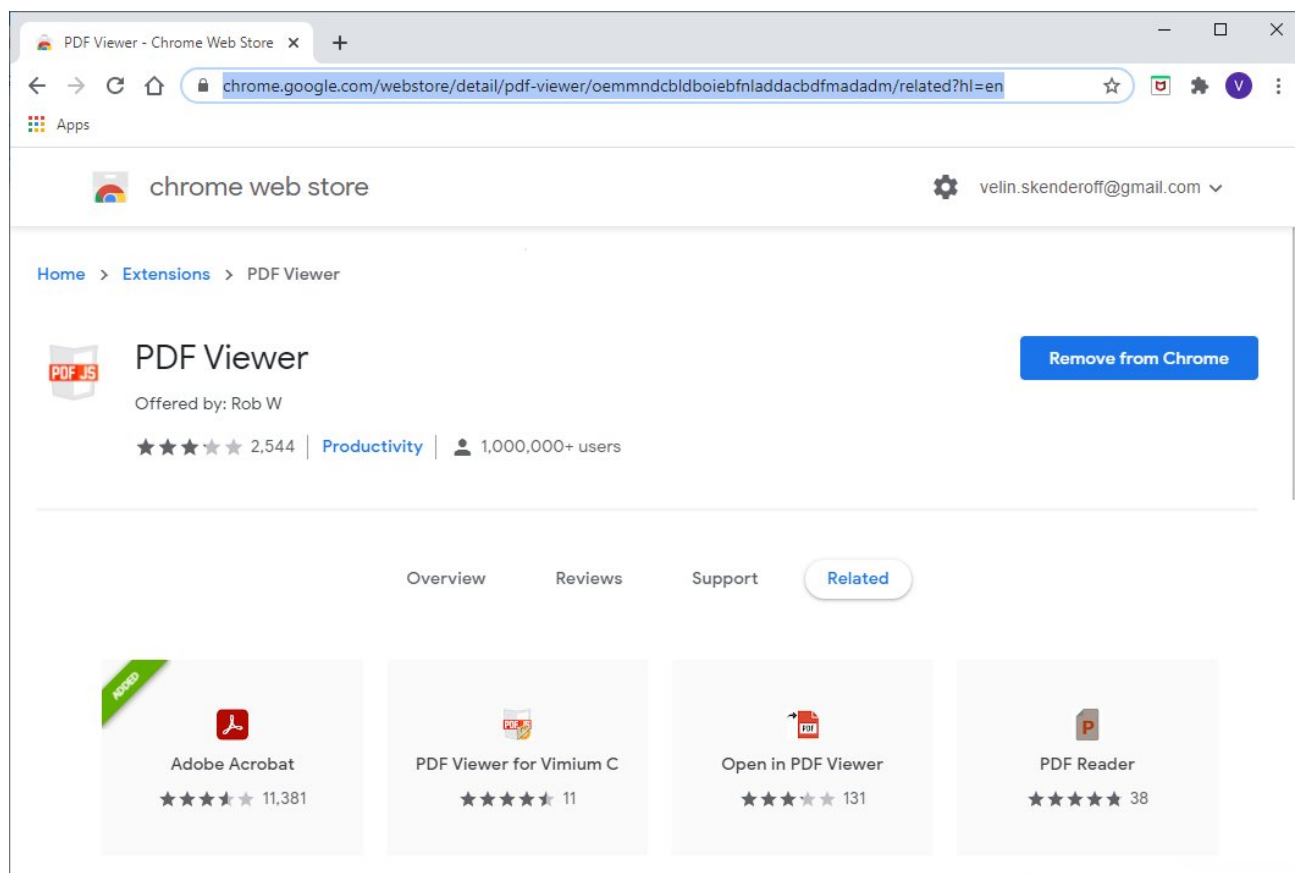 PDF Viewer - Chrome Web Store
chrome.google.com/webstore/detail/pdf-viewer/oemmndcbldboiebfnladdacbdfmadadm/related?hl=en
V
Apps
chrome web store
velin.skenderoff@gmail.com
Home > Extensions > PDF Viewer
PDF JS
PDF Viewer
Remove from Chrome
Offered by: Rob W
2,544 | Productivity | 1,000,000+ users
Overview Reviews Support Related
ADDED
PDF JS
PDF
P
Adobe Acrobat PDF Viewer for Vimium C Open in PDF Viewer PDF Reader
11,381 11 131 38